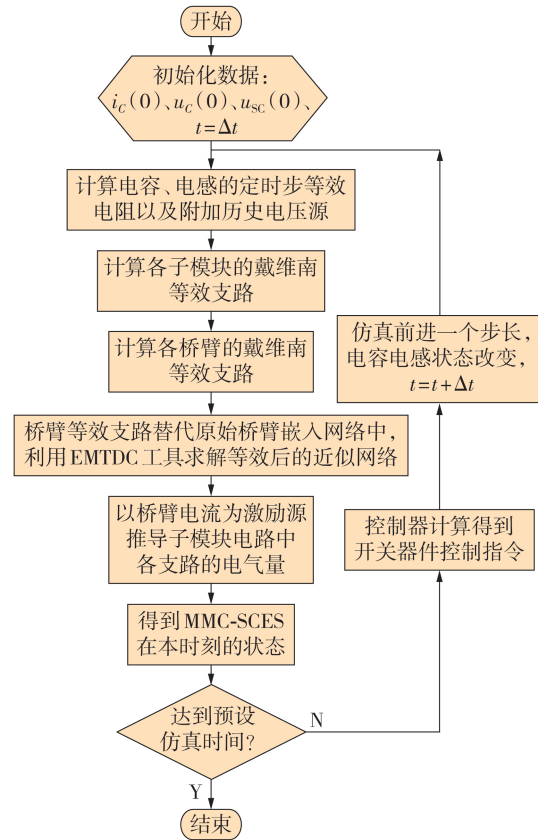 开始
初始化数据：
i_C(0)、u_C(0)、u_SC(0)、
t=Δt
计算电容、电感的定时步等效
电阻以及附加历史电压源
计算各子模块的戴维南
等效支路
计算各桥臂的戴维南
等效支路
桥臂等效支路替代原始桥臂嵌入网络中，
利用EMTDC工具求解等效后的近似网络
以桥臂电流为激励源
推导子模块电路中
各支路的电气量
得到MMC-SCES
在本时刻的状态
达到预设
仿真时间？
N
Y
结束
控制器计算得到
开关器件控制指令
仿真前进一个步长，
电容电感状态改变，
t=t+Δt